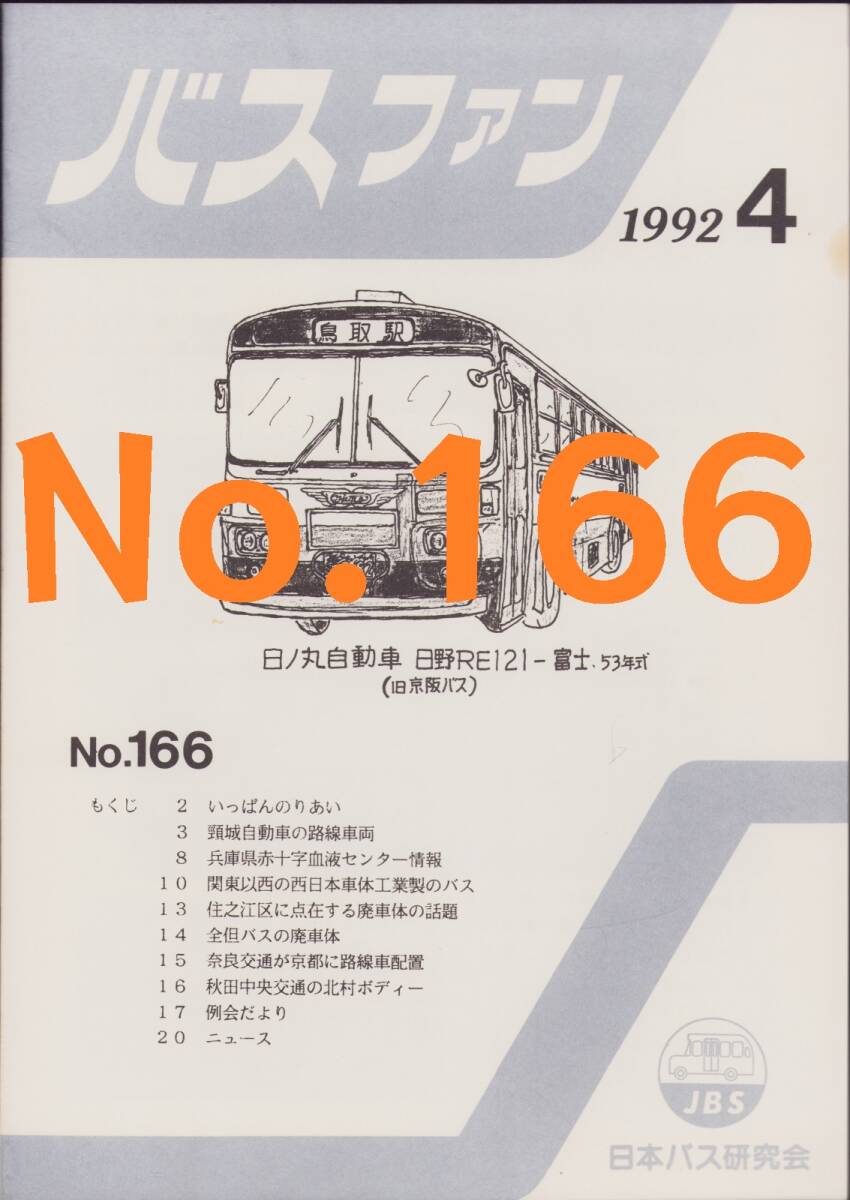 バスファン
1992 4
鳥取駅
No.166
日ノ丸自動車 日野RE121-富士.53年式
(旧京阪バス)
No.166
もくじ 2 いっぱんのりあい
3 頸城自動車の路線車両
8 兵庫県赤十字血液センター情報
10 関東以西の西日本車体工業製のバス
13 住之江区に点在する廃車体の話題
14 全但バスの廃車体
15 奈良交通が京都に路線車配置
16 秋田中央交通の北村ボディー
17 例会だより
20 ニュース
JBS
日本バス研究会